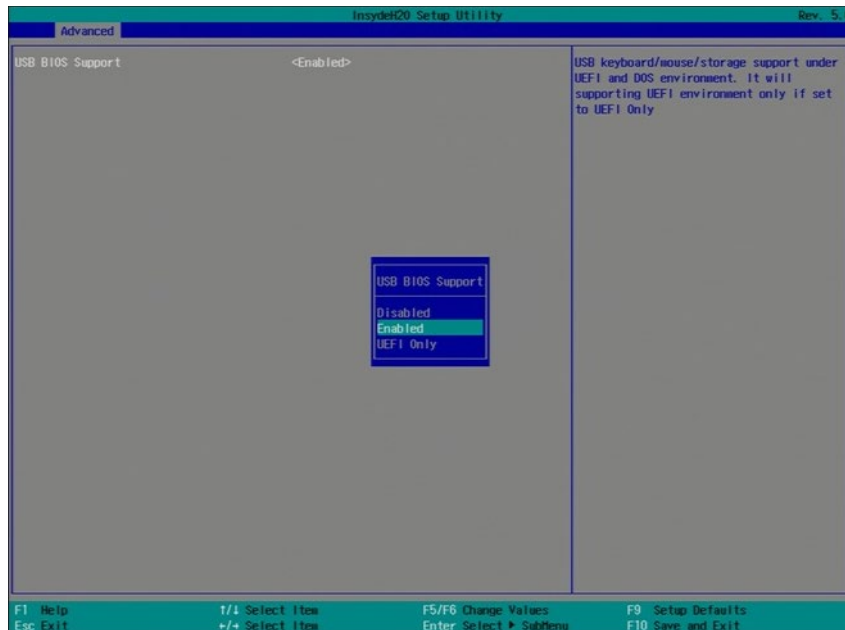 InsydeH20 Setup Utility Rev. 5.
Advanced
USB BIOS Support <Enabled>
USB keyboard/mouse/storage support under
UEFI and DOS environment. It will
supporting UEFI environment only if set
to UEFI Only
USB BIOS Support
Disabled
Enabled
UEFI Only
F1 Help ↑/↓ Select Item F5/F6 Change Values F9 Setup Defaults
Esc Exit ←/→ Select Item Enter Select ▶ SubMenu F10 Save and Exit